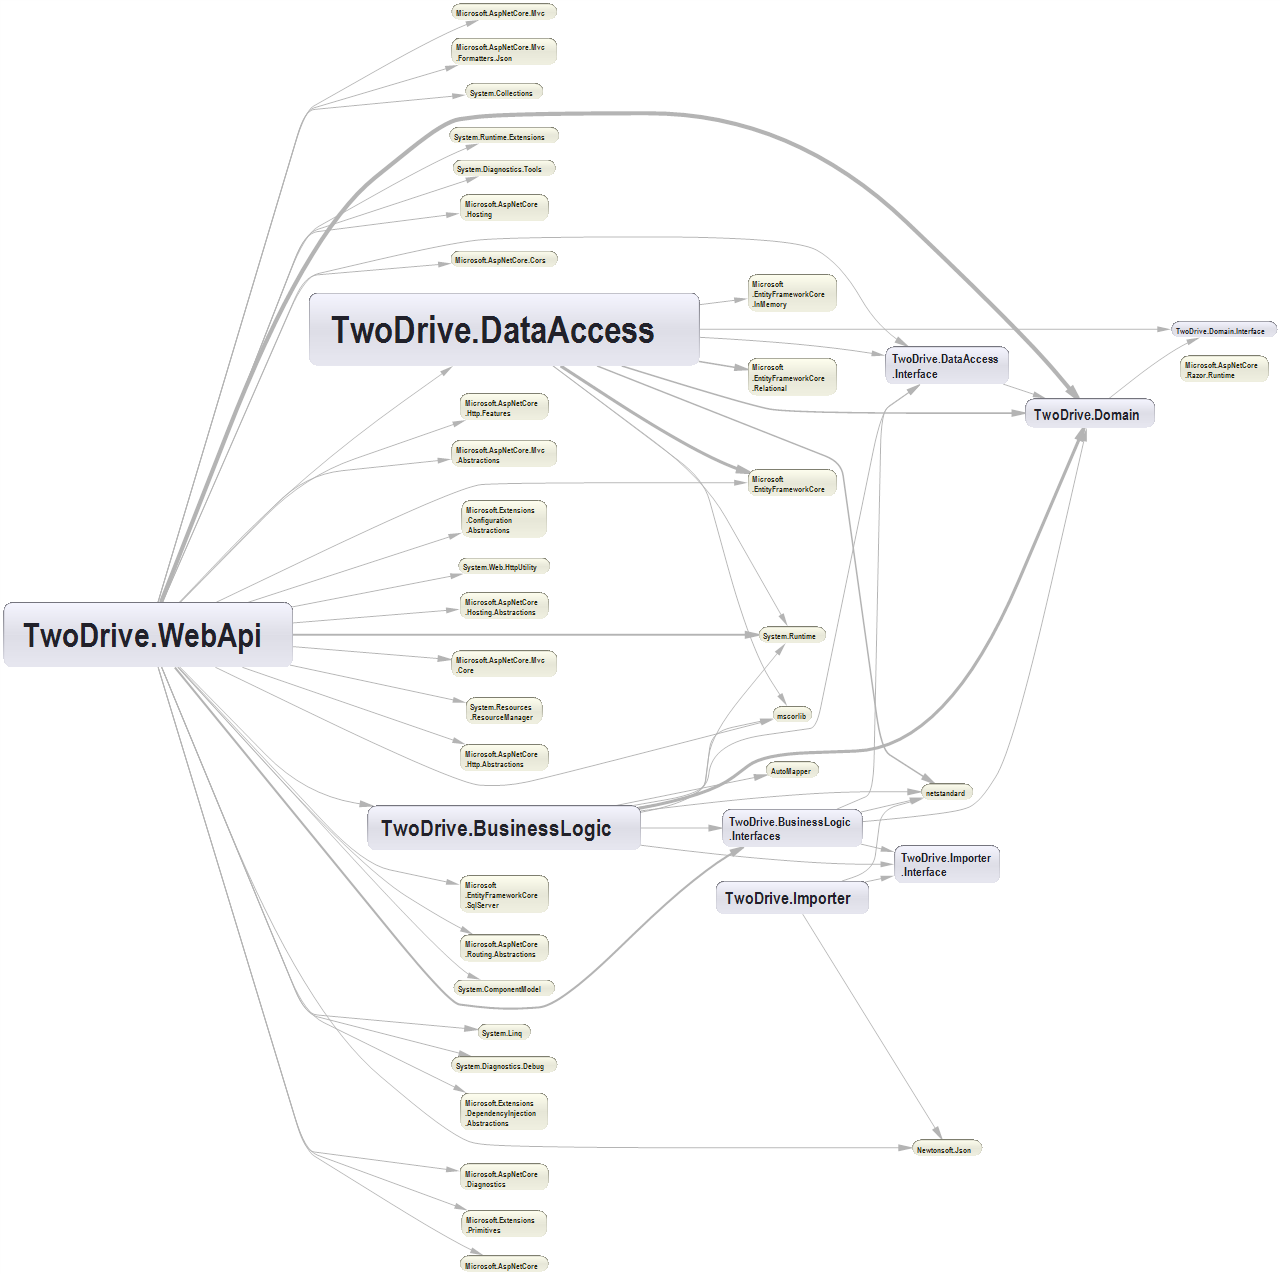 Microsoft.AspNetCore.Mvc
Microsoft.AspNetCore.Mvc
.Formatters.Json
System.Collections
System.Runtime.Extensions
System.Diagnostics.Tools
Microsoft.AspNetCore
.Hosting
Microsoft.AspNetCore.Cors
Microsoft
.EntityFrameworkCore
.InMemory
TwoDrive.DataAccess
TwoDrive.Domain.Interface
TwoDrive.DataAccess
.Interface
Microsoft.AspNetCore
.Razor.Runtime
Microsoft
.EntityFrameworkCore
.Relational
Microsoft.AspNetCore
.Http.Features
TwoDrive.Domain
Microsoft.AspNetCore.Mvc
.Abstractions
Microsoft
.EntityFrameworkCore
Microsoft.Extensions
.Configuration
.Abstractions
System.Web.HttpUtility
Microsoft.AspNetCore
.Hosting.Abstractions
TwoDrive.WebApi
System.Runtime
Microsoft.AspNetCore.Mvc
.Core
System.Resources
.ResourceManager
mscorlib
Microsoft.AspNetCore
.Http.Abstractions
AutoMapper
netstandard
TwoDrive.BusinessLogic
TwoDrive.BusinessLogic
.Interfaces
TwoDrive.Importer
.Interface
Microsoft
.EntityFrameworkCore
.SqlServer
TwoDrive.Importer
Microsoft.AspNetCore
.Routing.Abstractions
System.ComponentModel
System.Linq
System.Diagnostics.Debug
Microsoft.Extensions
.DependencyInjection
.Abstractions
Newtonsoft.Json
Microsoft.AspNetCore
.Diagnostics
Microsoft.Extensions
.Primitives
Microsoft.AspNetCore